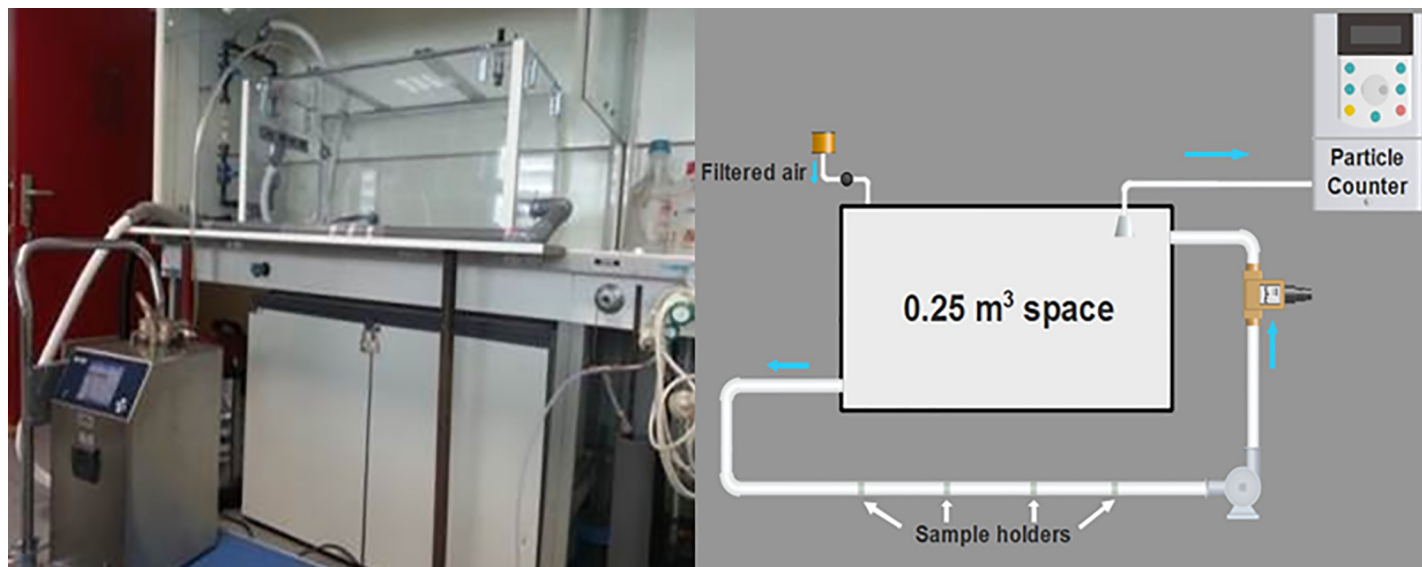 Filtered air
Particle
Counter
0.25 m³ space
Sample holders